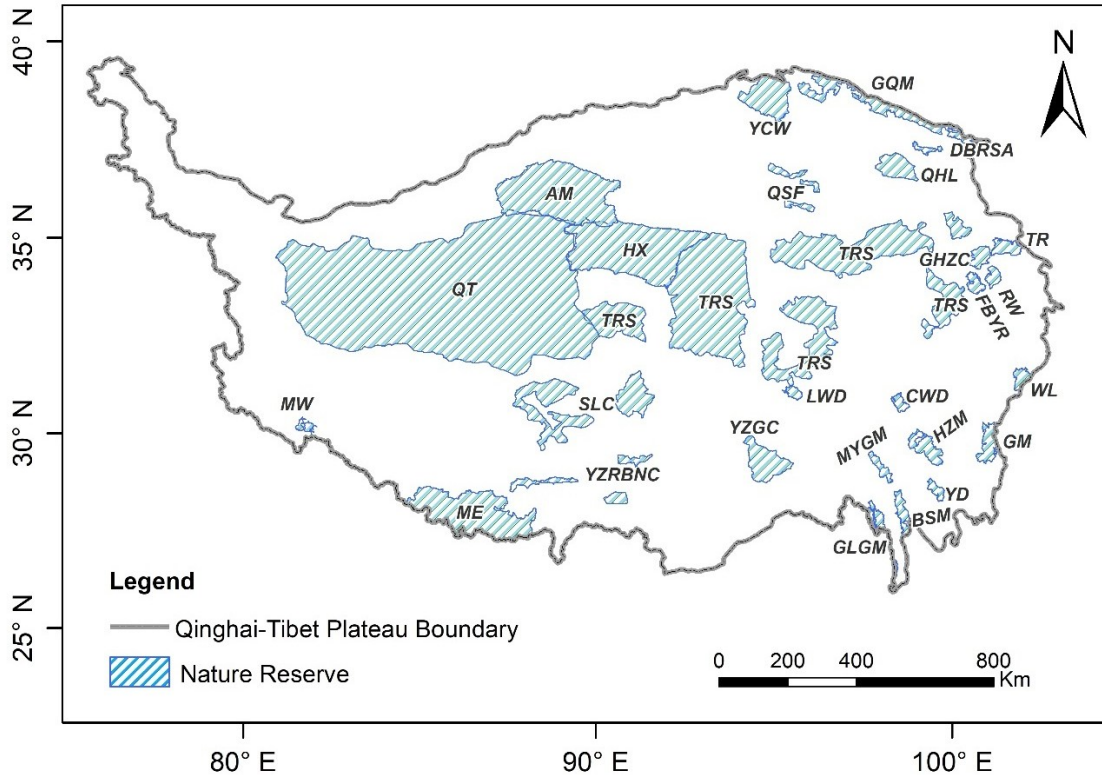 40° N
35° N
30° N
25° N
80° E
90° E
100° E
N
GQM
YCW
DBRSA
QHL
QSF
AM
TRS
TR
HX
GHZC
QT
TRS
TRS
FBYR
RW
TRS
TRS
LWD
WL
SLC
CWD
MW
YZGC
MYGM
HZM
GM
YZRBNC
YD
ME
BSM
GLGM
Legend
Qinghai-Tibet Plateau Boundary
Nature Reserve
0 200 400 800
Km